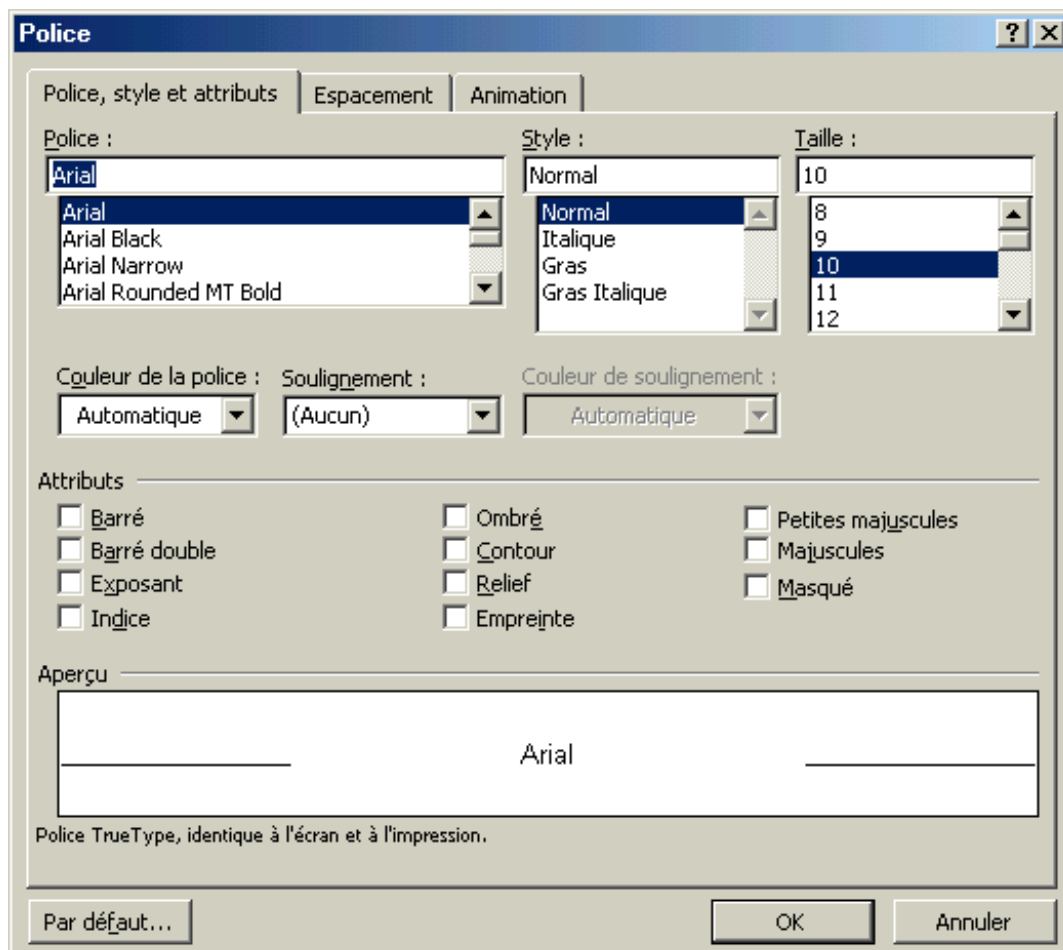 Police
Police, style et attributs Espacement Animation
Police : Style : Taille :
Arial Normal 10
Arial Normal 8
Arial Black Italique 9
Arial Narrow Gras 10
Arial Rounded MT Bold Gras Italique 11
12
Couleur de la police : Soulignement : Couleur de soulignement :
Automatique (Aucun) Automatique
Attributs
Barré Ombré Petites majuscules
Barré double Contour Majuscules
Exposant Relief Masqué
Indice Empreinte
Aperçu
Arial
Police TrueType, identique à l'écran et à l'impression.
Par défaut... OK Annuler